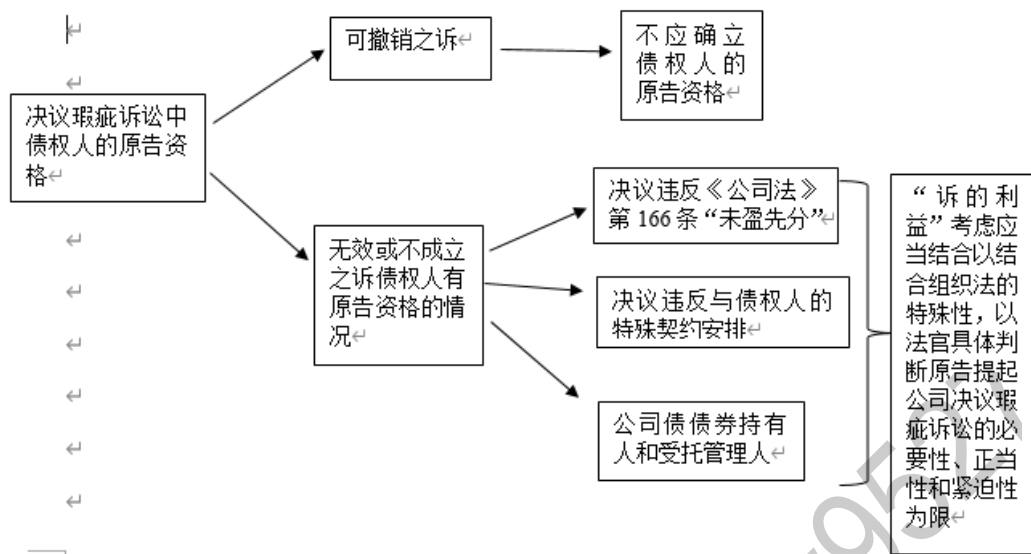 可撤销之诉
不应确立
债权人的
原告资格
决议瑕疵诉讼中
债权人的原告资
格
无效或不成立
之诉债权人有
原告资格的情
况
决议违反《公司法》
第 166 条“未盈先分”
决议违反与债权人的
特殊契约安排
公司债债券持有
人和受托管理人
“诉的利
益”考虑应
当结合以结
合组织法的
特殊性，以
法官具体判
断原告提起
公司决议瑕
疵诉讼的必
要性、正当
性和紧迫性
为限